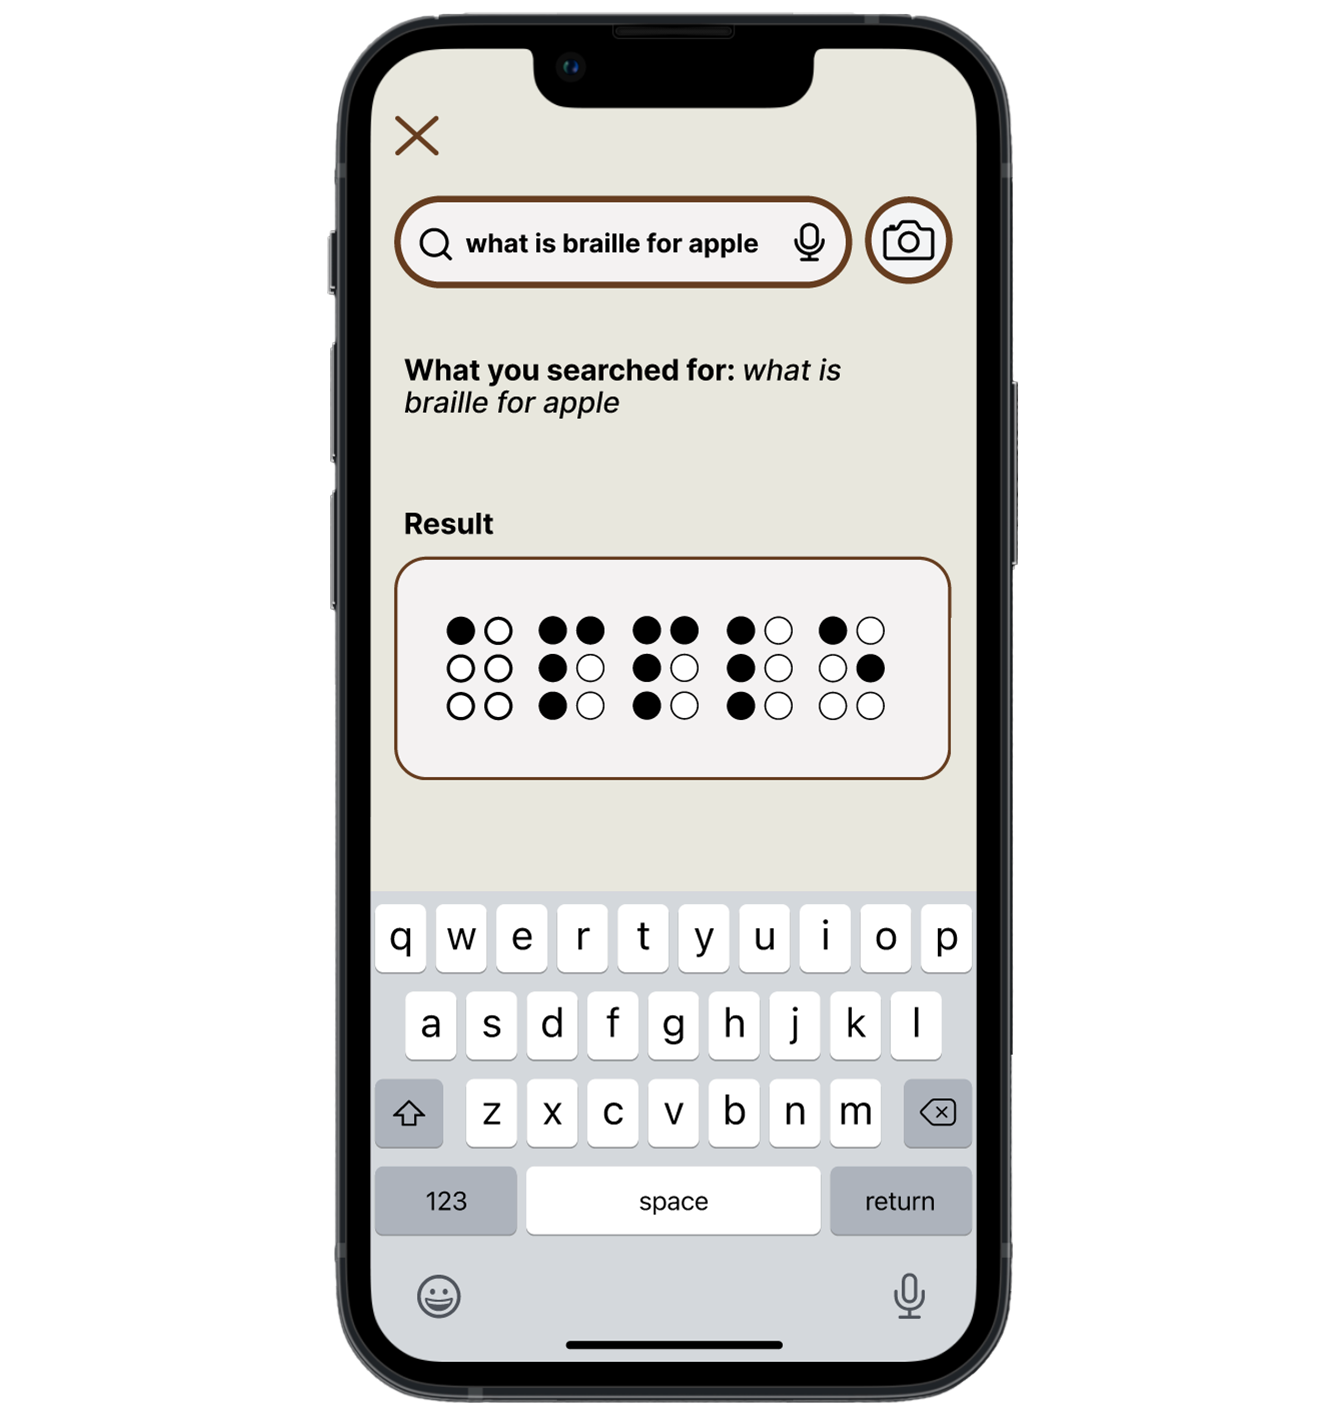 what is braille for apple
What you searched for: what is
braille for apple
Result
⠁⠏⠏⠇⠑
q w e r t y u i o p
a s d f g h j k l
z x c v b n m
123 space return